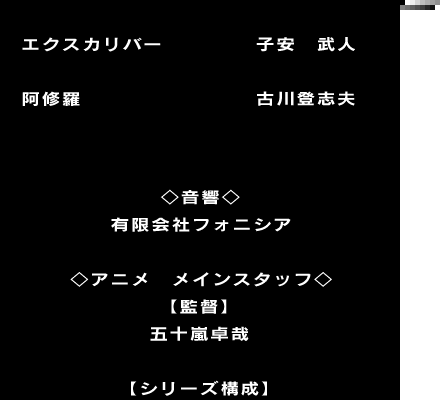 エクスカリバー　子安　武人
阿修羅　古川登志夫
◇音響◇
有限会社フォニシア
◇アニメ　メインスタッフ◇
【監督】
五十嵐卓哉
【シリーズ構成】